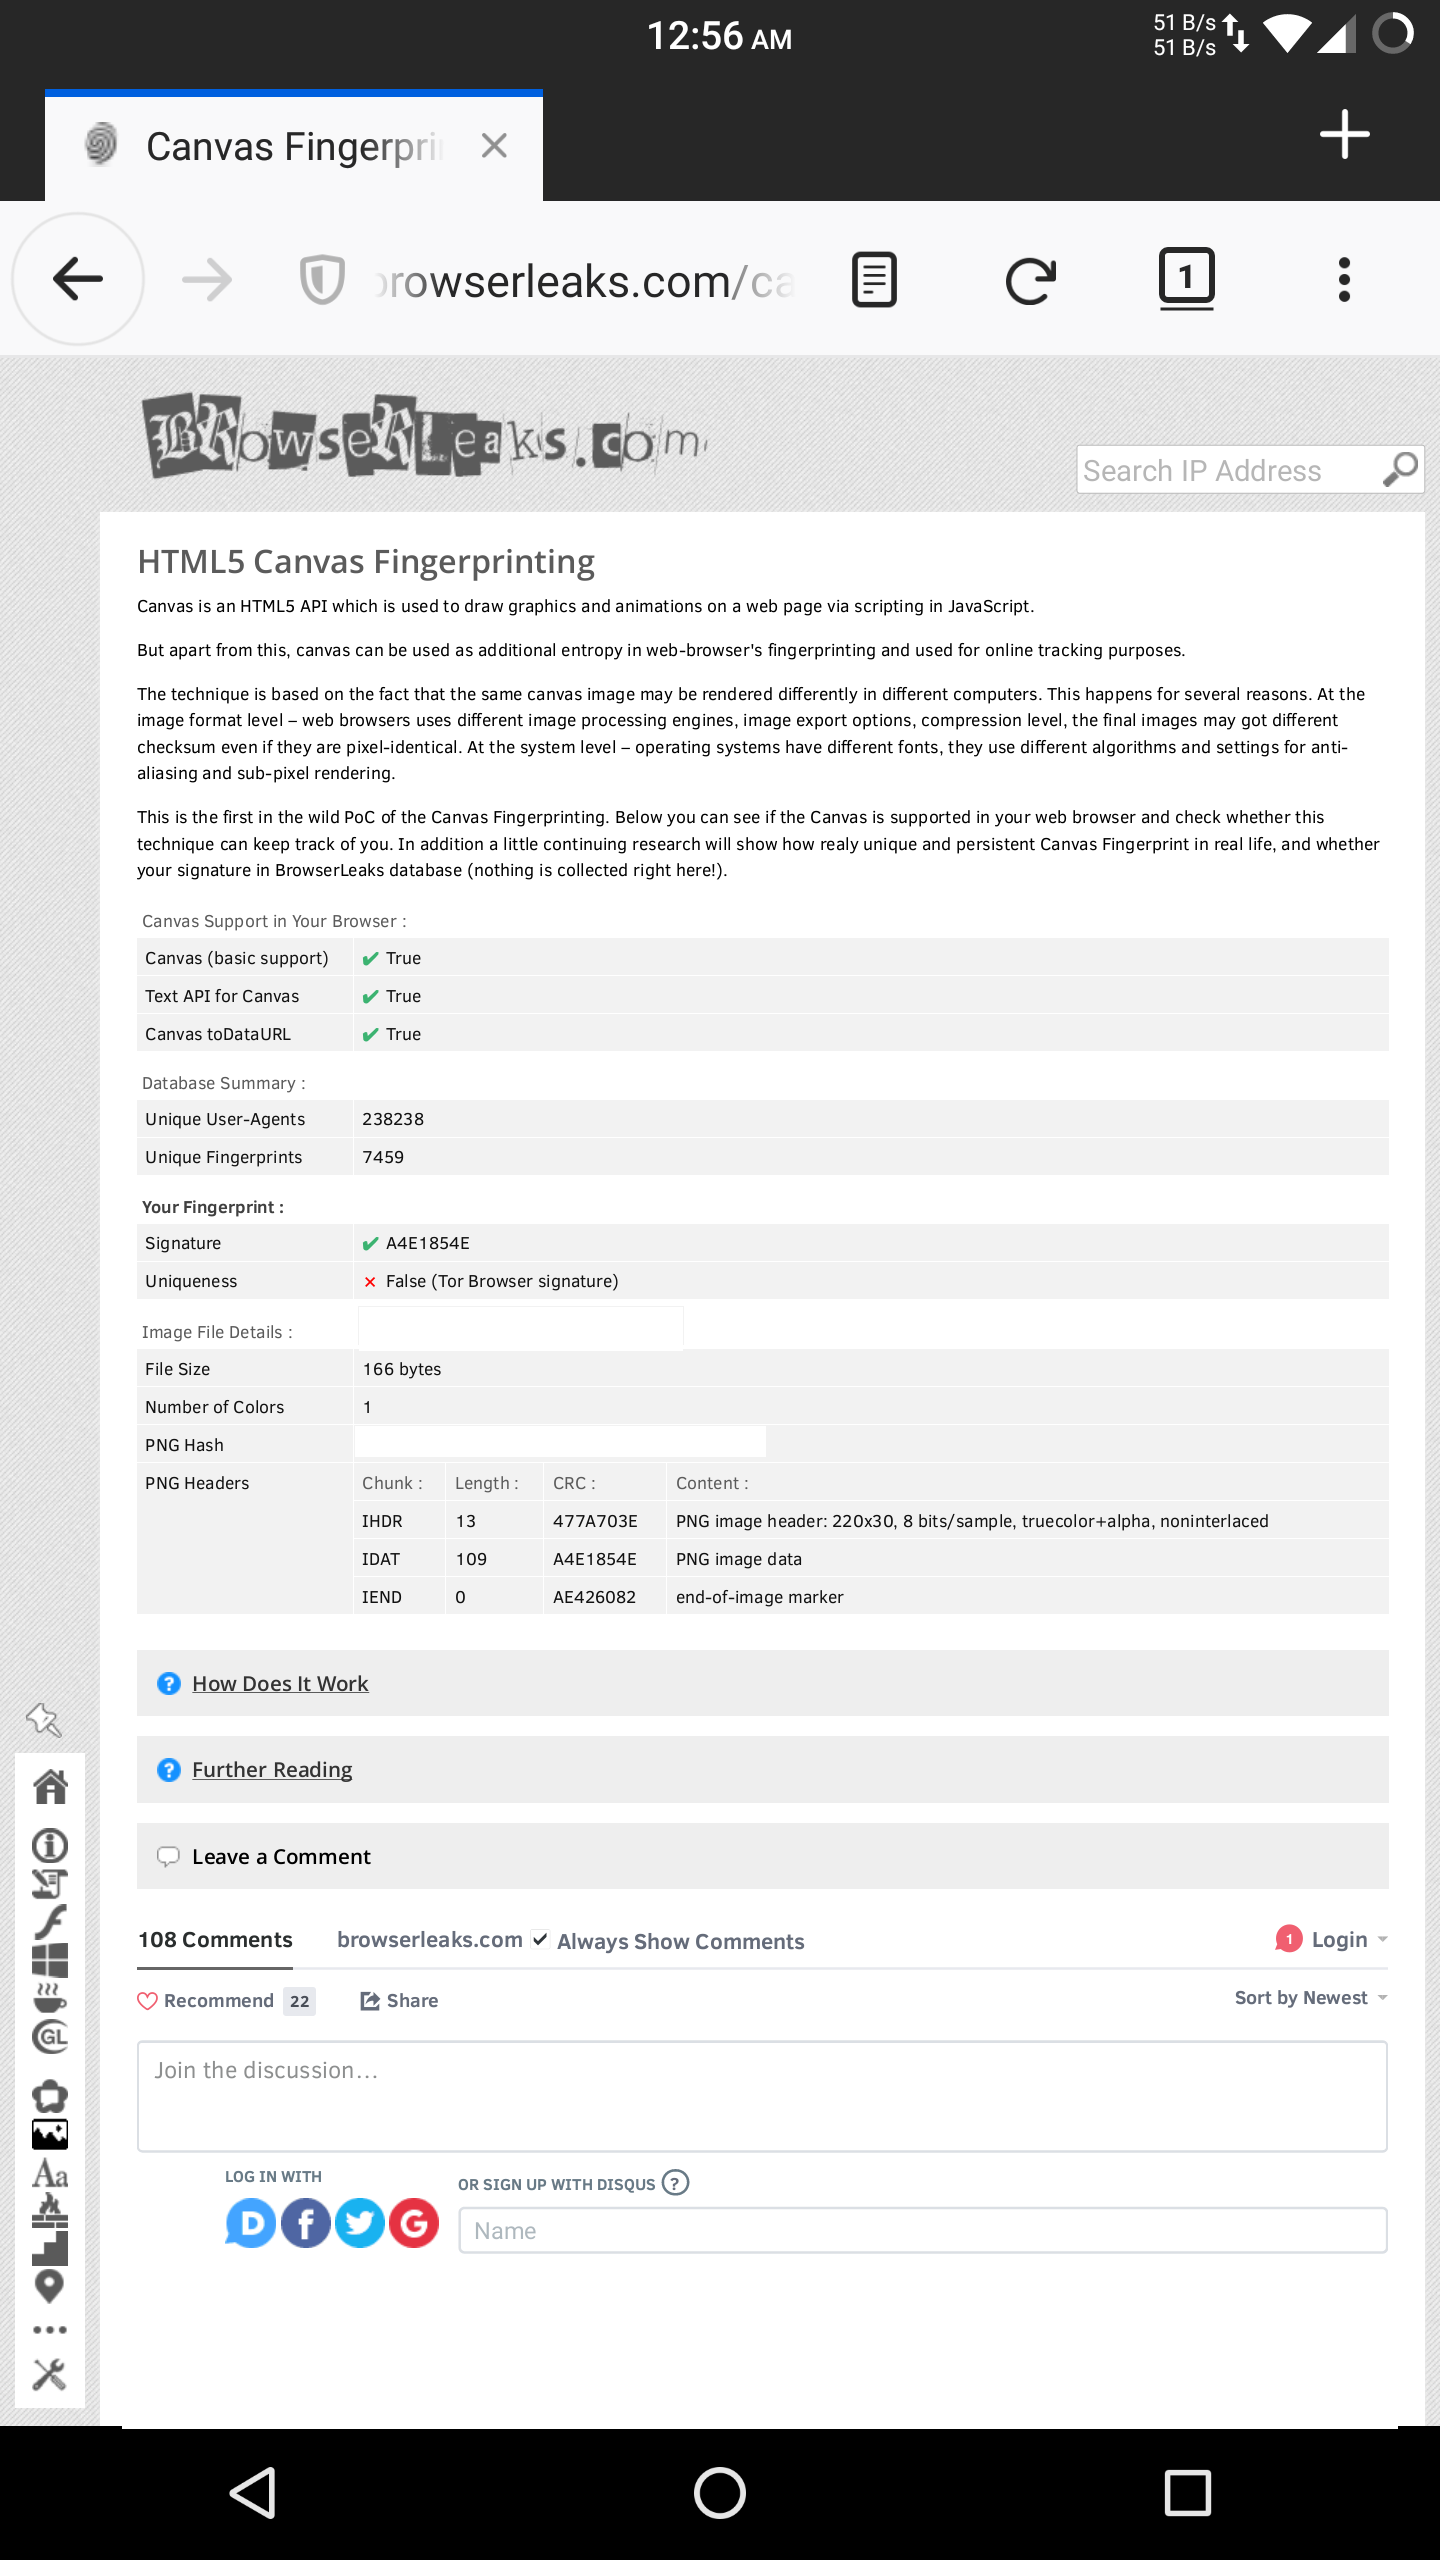 12:56 AM
51 B/s
51 B/s
Canvas Fingerpri
browserleaks.com/ca
1
BRowseRLeaks.com
Search IP Address
HTML5 Canvas Fingerprinting
Canvas is an HTML5 API which is used to draw graphics and animations on a web page via scripting in JavaScript.
But apart from this, canvas can be used as additional entropy in web-browser's fingerprinting and used for online tracking purposes.
The technique is based on the fact that the same canvas image may be rendered differently in different computers. This happens for several reasons. At the
image format level – web browsers uses different image processing engines, image export options, compression level, the final images may got different
checksum even if they are pixel-identical. At the system level – operating systems have different fonts, they use different algorithms and settings for anti-
aliasing and sub-pixel rendering.
This is the first in the wild PoC of the Canvas Fingerprinting. Below you can see if the Canvas is supported in your web browser and check whether this
technique can keep track of you. In addition a little continuing research will show how realy unique and persistent Canvas Fingerprint in real life, and whether
your signature in BrowserLeaks database (nothing is collected right here!).
Canvas Support in Your Browser :
Canvas (basic support) ✔ True
Text API for Canvas ✔ True
Canvas toDataURL ✔ True
Database Summary :
Unique User-Agents 238238
Unique Fingerprints 7459
Your Fingerprint :
Signature ✔ A4E1854E
Uniqueness × False (Tor Browser signature)
Image File Details :
File Size 166 bytes
Number of Colors 1
PNG Hash
PNG Headers Chunk : Length : CRC : Content :
IHDR 13 477A703E PNG image header: 220x30, 8 bits/sample, truecolor+alpha, noninterlaced
IDAT 109 A4E1854E PNG image data
IEND 0 AE426082 end-of-image marker
? How Does It Work
? Further Reading
Leave a Comment
108 Comments browserleaks.com Always Show Comments 1 Login
Recommend 22 Share Sort by Newest
Join the discussion…
GL
Aa
LOG IN WITH
OR SIGN UP WITH DISQUS ?
D f G
Name